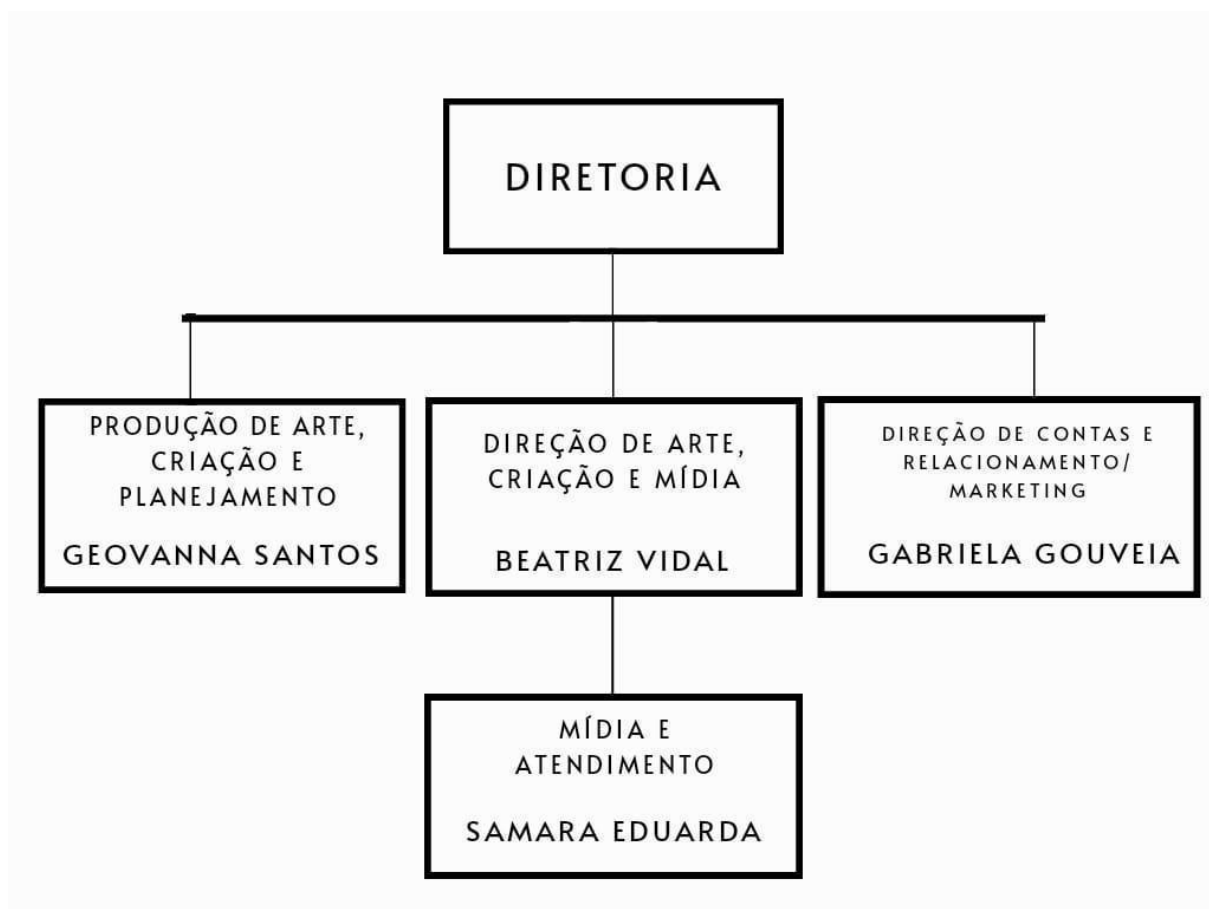 DIRETORIA
PRODUÇÃO DE ARTE,
CRIAÇÃO E
PLANEJAMENTO
GEOVANNA SANTOS
DIREÇÃO DE ARTE,
CRIAÇÃO E MÍDIA
BEATRIZ VIDAL
DIREÇÃO DE CONTAS E
RELACIONAMENTO/
MARKETING
GABRIELA GOUVEIA
MÍDIA E
ATENDIMENTO
SAMARA EDUARDA